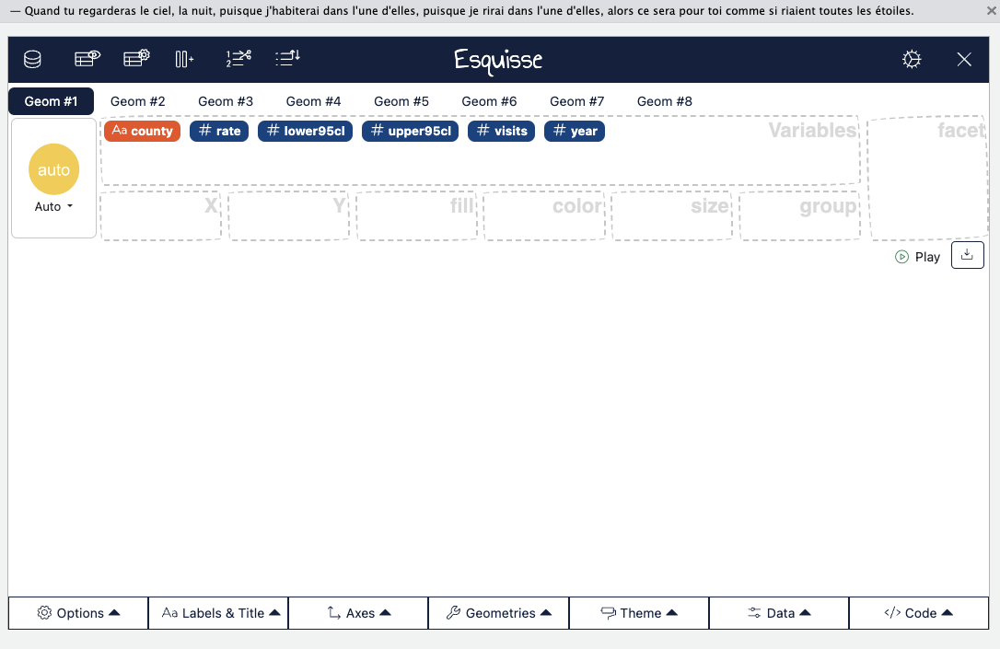 — Quand tu regarderas le ciel, la nuit, puisque j'habiterai dans l'une d'elles, puisque je rirai dans l'une d'elles, alors ce sera pour toi comme si riaient toutes les étoiles.
Esquisse
Geom #1 Geom #2 Geom #3 Geom #4 Geom #5 Geom #6 Geom #7 Geom #8
Aa county # rate # lower95cl # upper95cl # visits # year Variables facet
auto
Auto
X Y fill color size group
Play
Options Aa Labels & Title Axes Geometries Theme Data </> Code